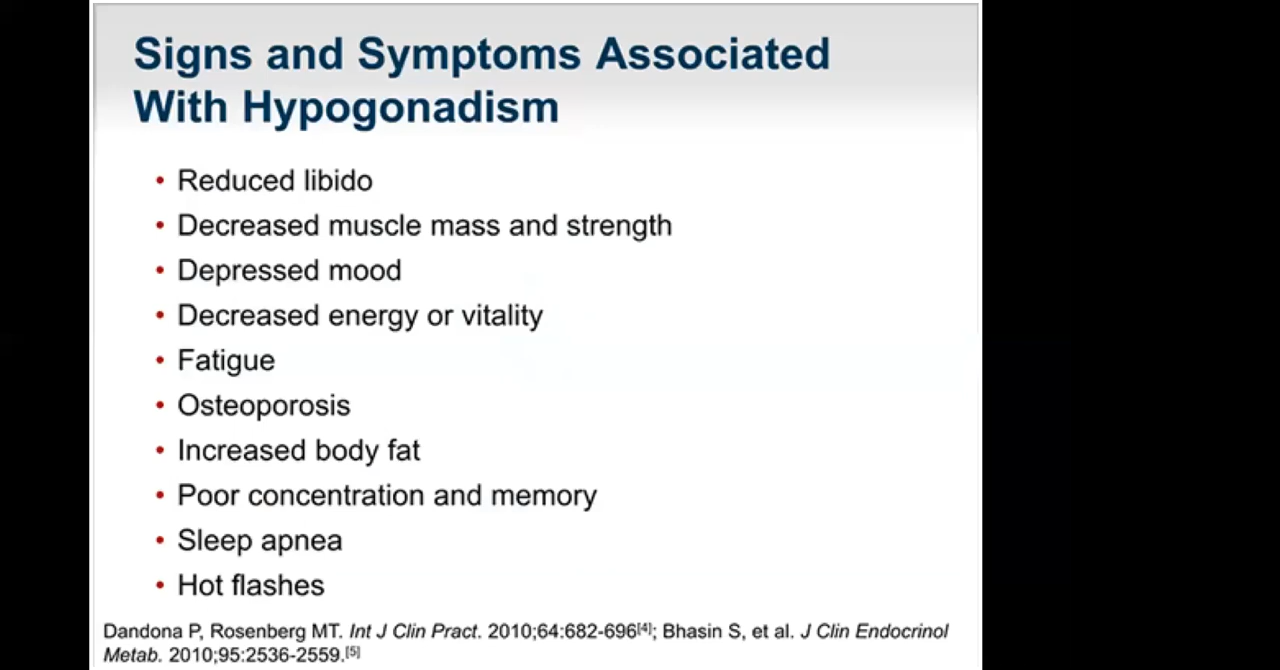 Signs and Symptoms Associated
With Hypogonadism
• Reduced libido
• Decreased muscle mass and strength
• Depressed mood
• Decreased energy or vitality
• Fatigue
• Osteoporosis
• Increased body fat
• Poor concentration and memory
• Sleep apnea
• Hot flashes
Dandona P, Rosenberg MT. Int J Clin Pract. 2010;64:682-696[4]; Bhasin S, et al. J Clin Endocrinol
Metab. 2010;95:2536-2559.[5]